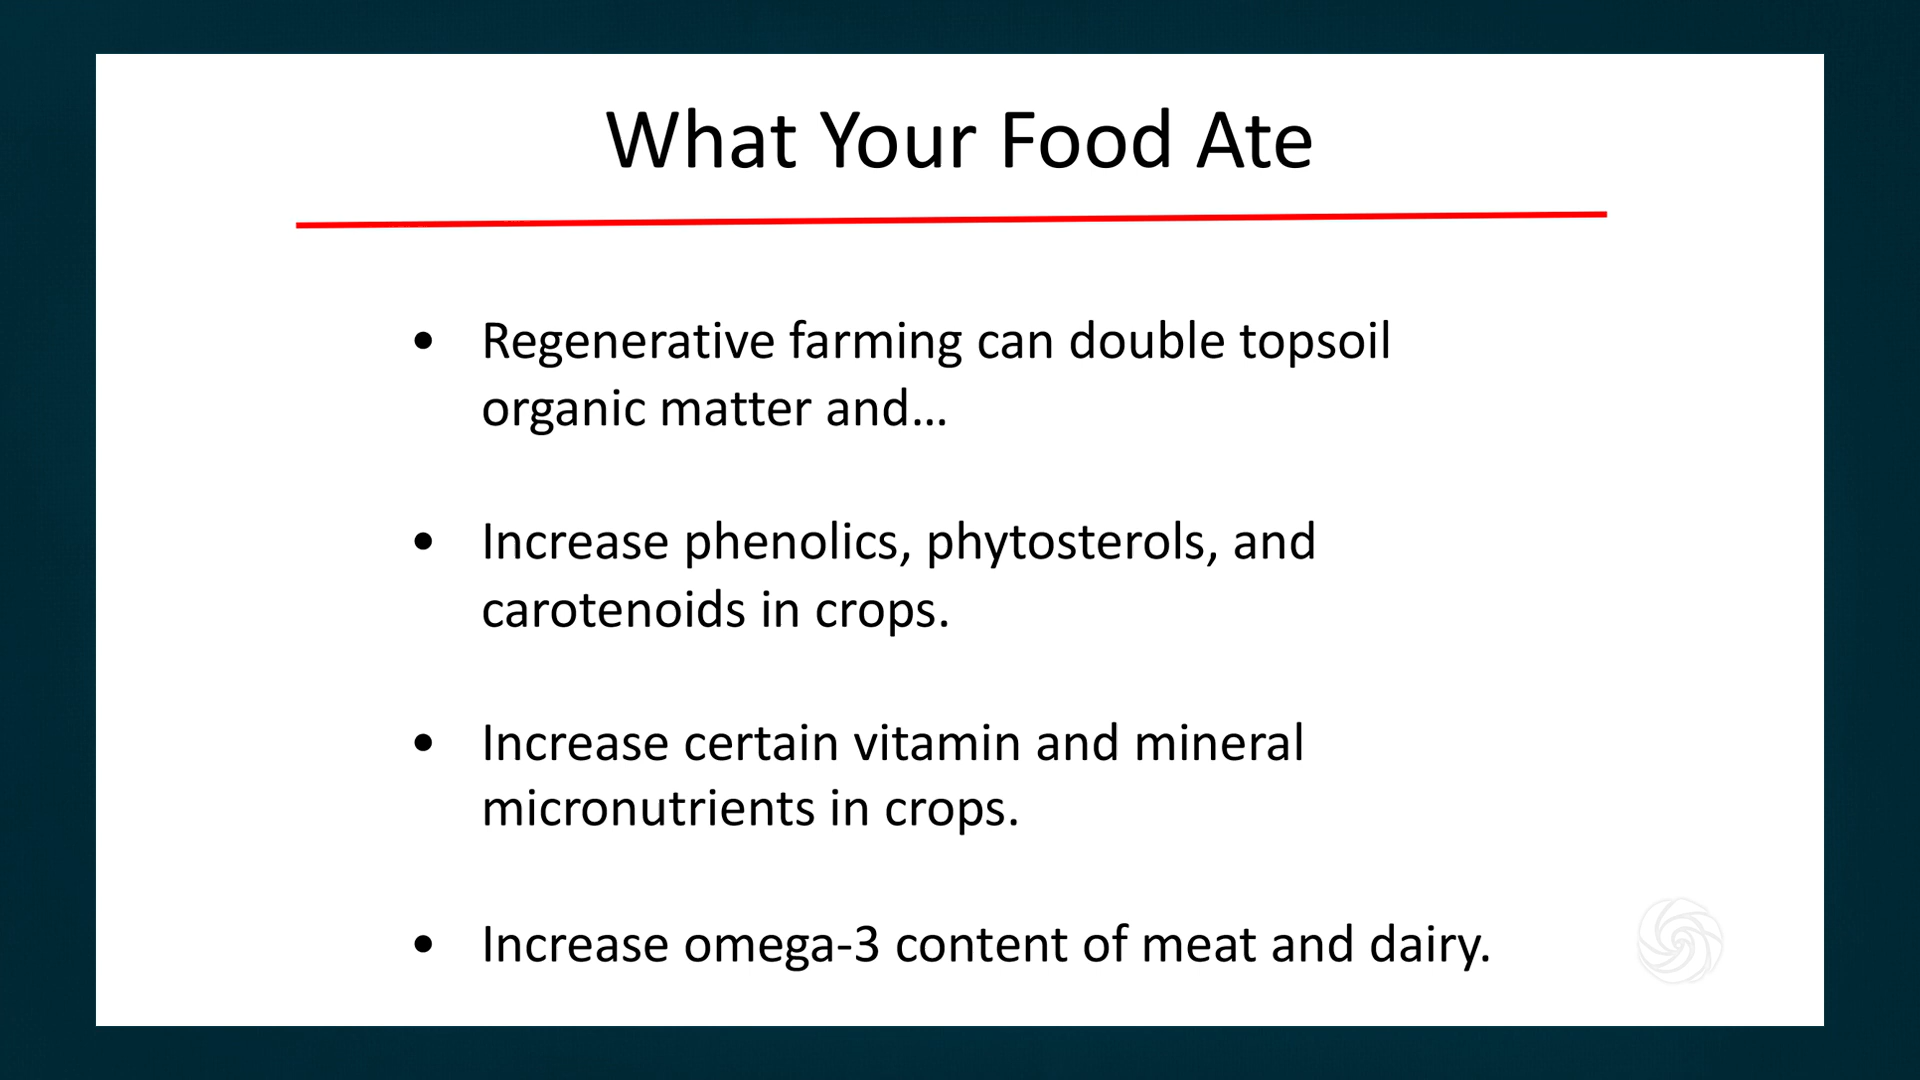 What Your Food Ate
• Regenerative farming can double topsoil
organic matter and...
• Increase phenolics, phytosterols, and
carotenoids in crops.
• Increase certain vitamin and mineral
micronutrients in crops.
• Increase omega-3 content of meat and dairy.